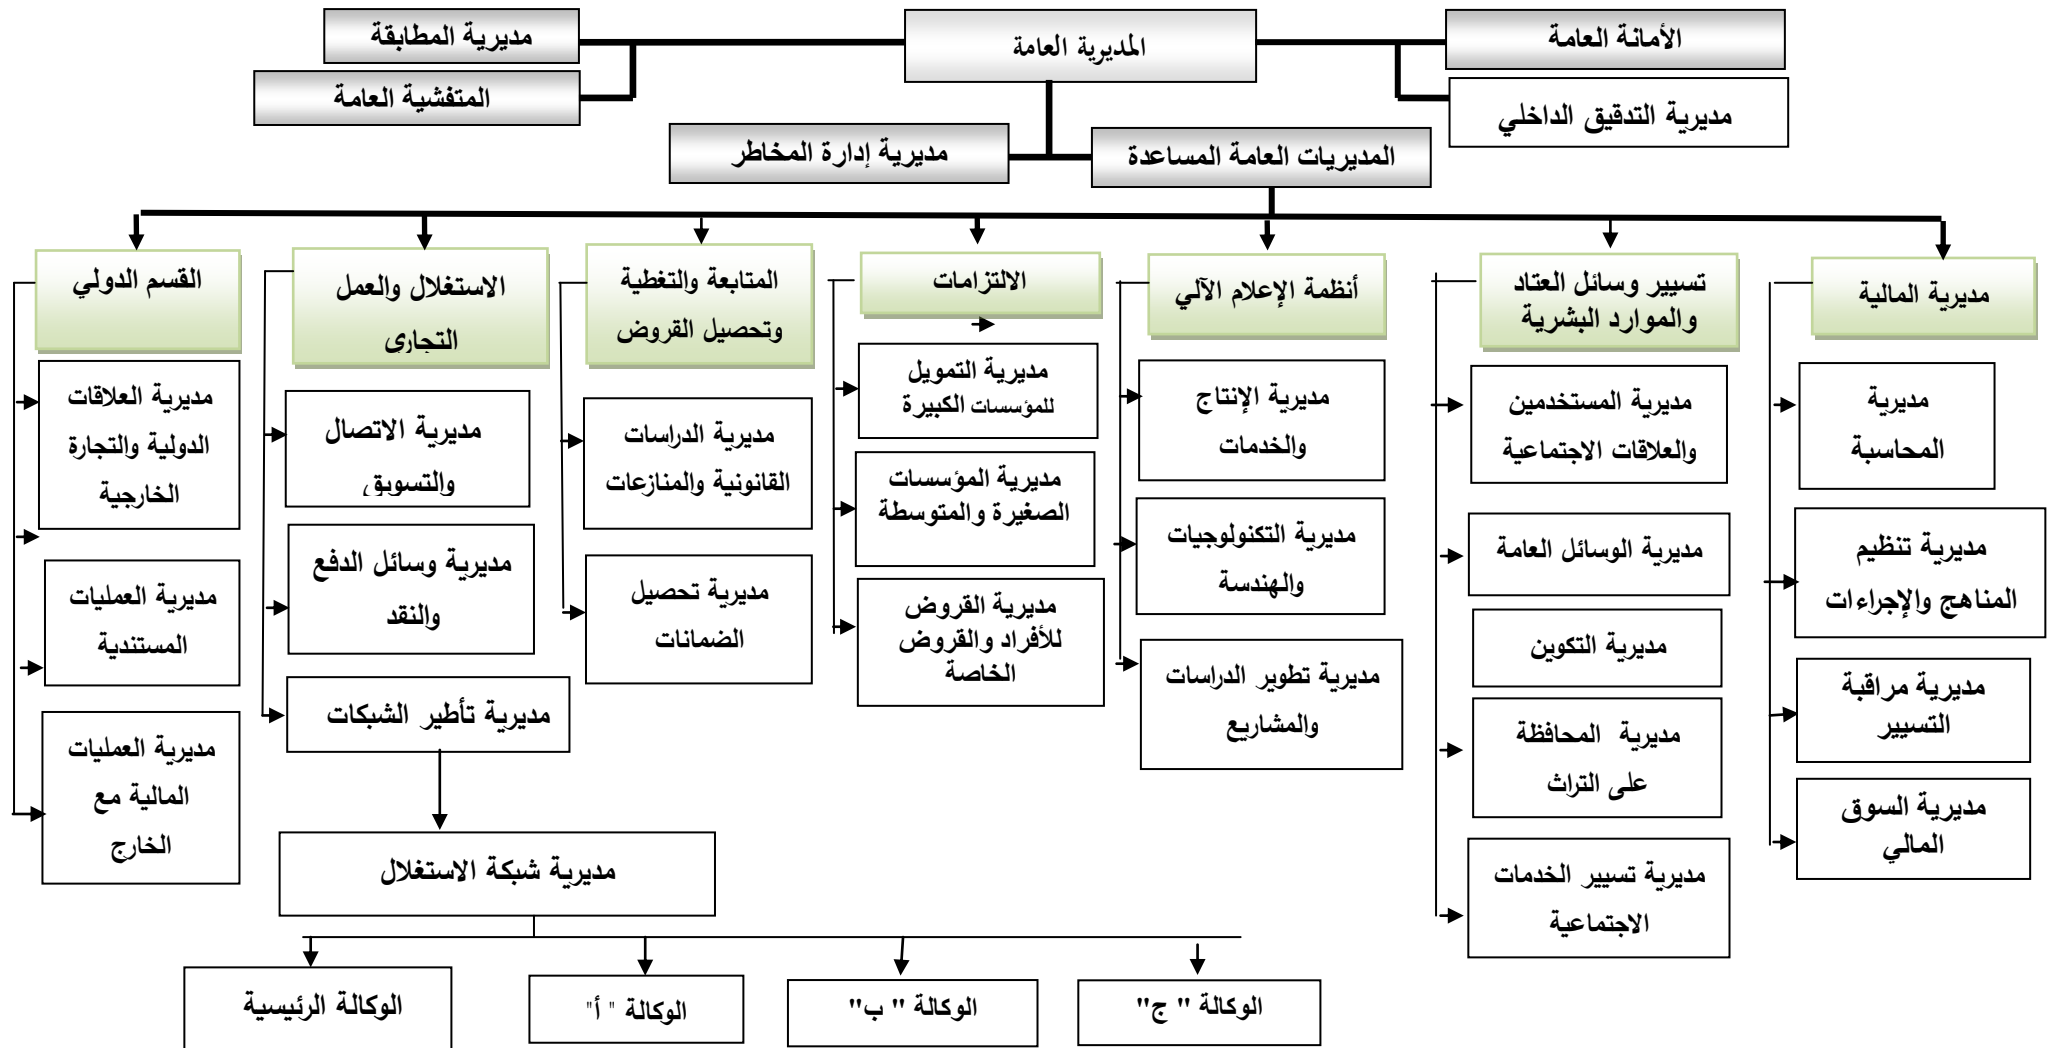 الأمانة العامة
المديرية العامة
مديرية المطابقة
المتفشية العامة
مديرية التدقيق الداخلي
المديريات العامة المساعدة
مديرية إدارة المخاطر
مديرية المالية
مديرية
المحاسبة
مديرية تنظيم
المناهج والإجراءات
مديرية مراقبة
التسيير
مديرية السوق
المالي
تسيير وسائل العتاد
والموارد البشرية
مديرية المستخدمين
والعلاقات الاجتماعية
مديرية الوسائل العامة
مديرية التكوين
مديرية المحافظة
على التراث
مديرية تسيير الخدمات
الاجتماعية
أنظمة الإعلام الآلي
مديرية الإنتاج
والخدمات
مديرية التكنولوجيات
والهندسة
مديرية تطوير الدراسات
والمشاريع
الالتزامات
مديرية التمويل
للمؤسسات الكبيرة
مديرية المؤسسات
الصغيرة والمتوسطة
مديرية القروض
للأفراد والقروض
الخاصة
المتابعة والتغطية
وتحصيل القروض
مديرية الدراسات
القانونية والمنازعات
مديرية تحصيل
الضمانات
الاستغلال والعمل
التجاري
مديرية الاتصال
والتسويق
مديرية وسائل الدفع
والنقد
مديرية تأطير الشبكات
القسم الدولي
مديرية العلاقات
الدولية والتجارة
الخارجية
مديرية العمليات
المستندية
مديرية العمليات
المالية مع
الخارج
مديرية شبكة الاستغلال
الوكالة " ج"
الوكالة " ب"
الوكالة " أ"
الوكالة الرئيسية